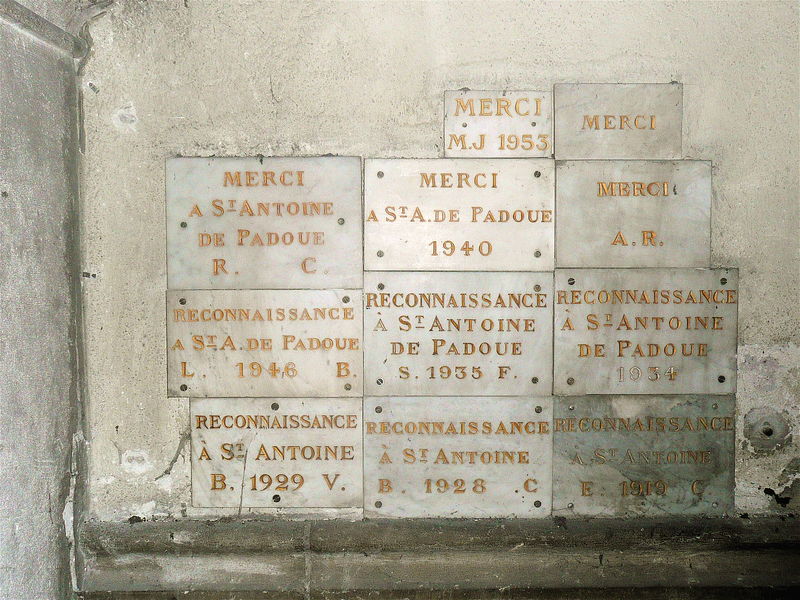 MERCI
M.J 1953
MERCI
MERCI
A ST ANTOINE
DE PADOUE
R. C.
MERCI
A ST A. DE PADOUE
1940
MERCI
A. R.
RECONNAISSANCE
A ST A. DE PADOUE
L. 1946 B.
RECONNAISSANCE
À ST ANTOINE
DE PADOUE
S. 1935 F.
RECONNAISSANCE
À ST ANTOINE
DE PADOUE
1934
RECONNAISSANCE
A ST ANTOINE
B. 1929 V.
RECONNAISSANCE
À ST ANTOINE
B. 1928 .C
RECONNAISSANCE
A ST ANTOINE
E. 1919 C